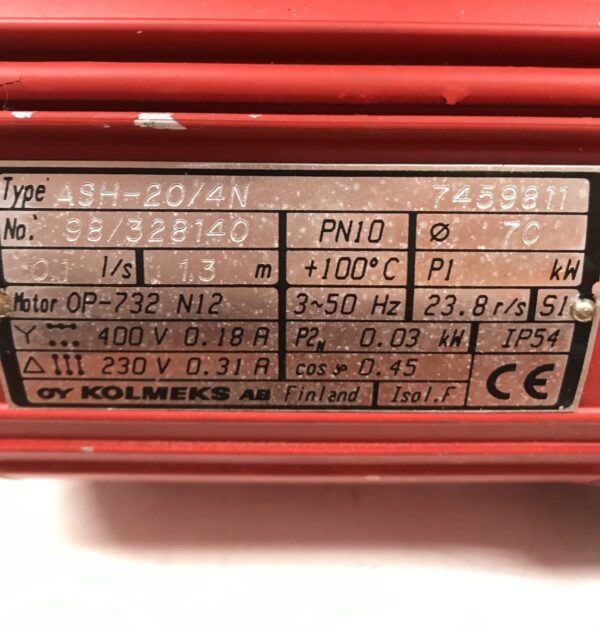 Type ASH-20/4N 7459811
No. 98/328140 PN10 Ø 70
0.1 l/s 1.3 m +100°C P1 kW
Motor OP-732 N12 3~50 Hz 23.8 r/s S1
Y 400 V 0.18 A P2N 0.03 kW IP54
Δ 230 V 0.31 A cos φ 0.45 CE
OY KOLMEKS AB Finland Isol.F